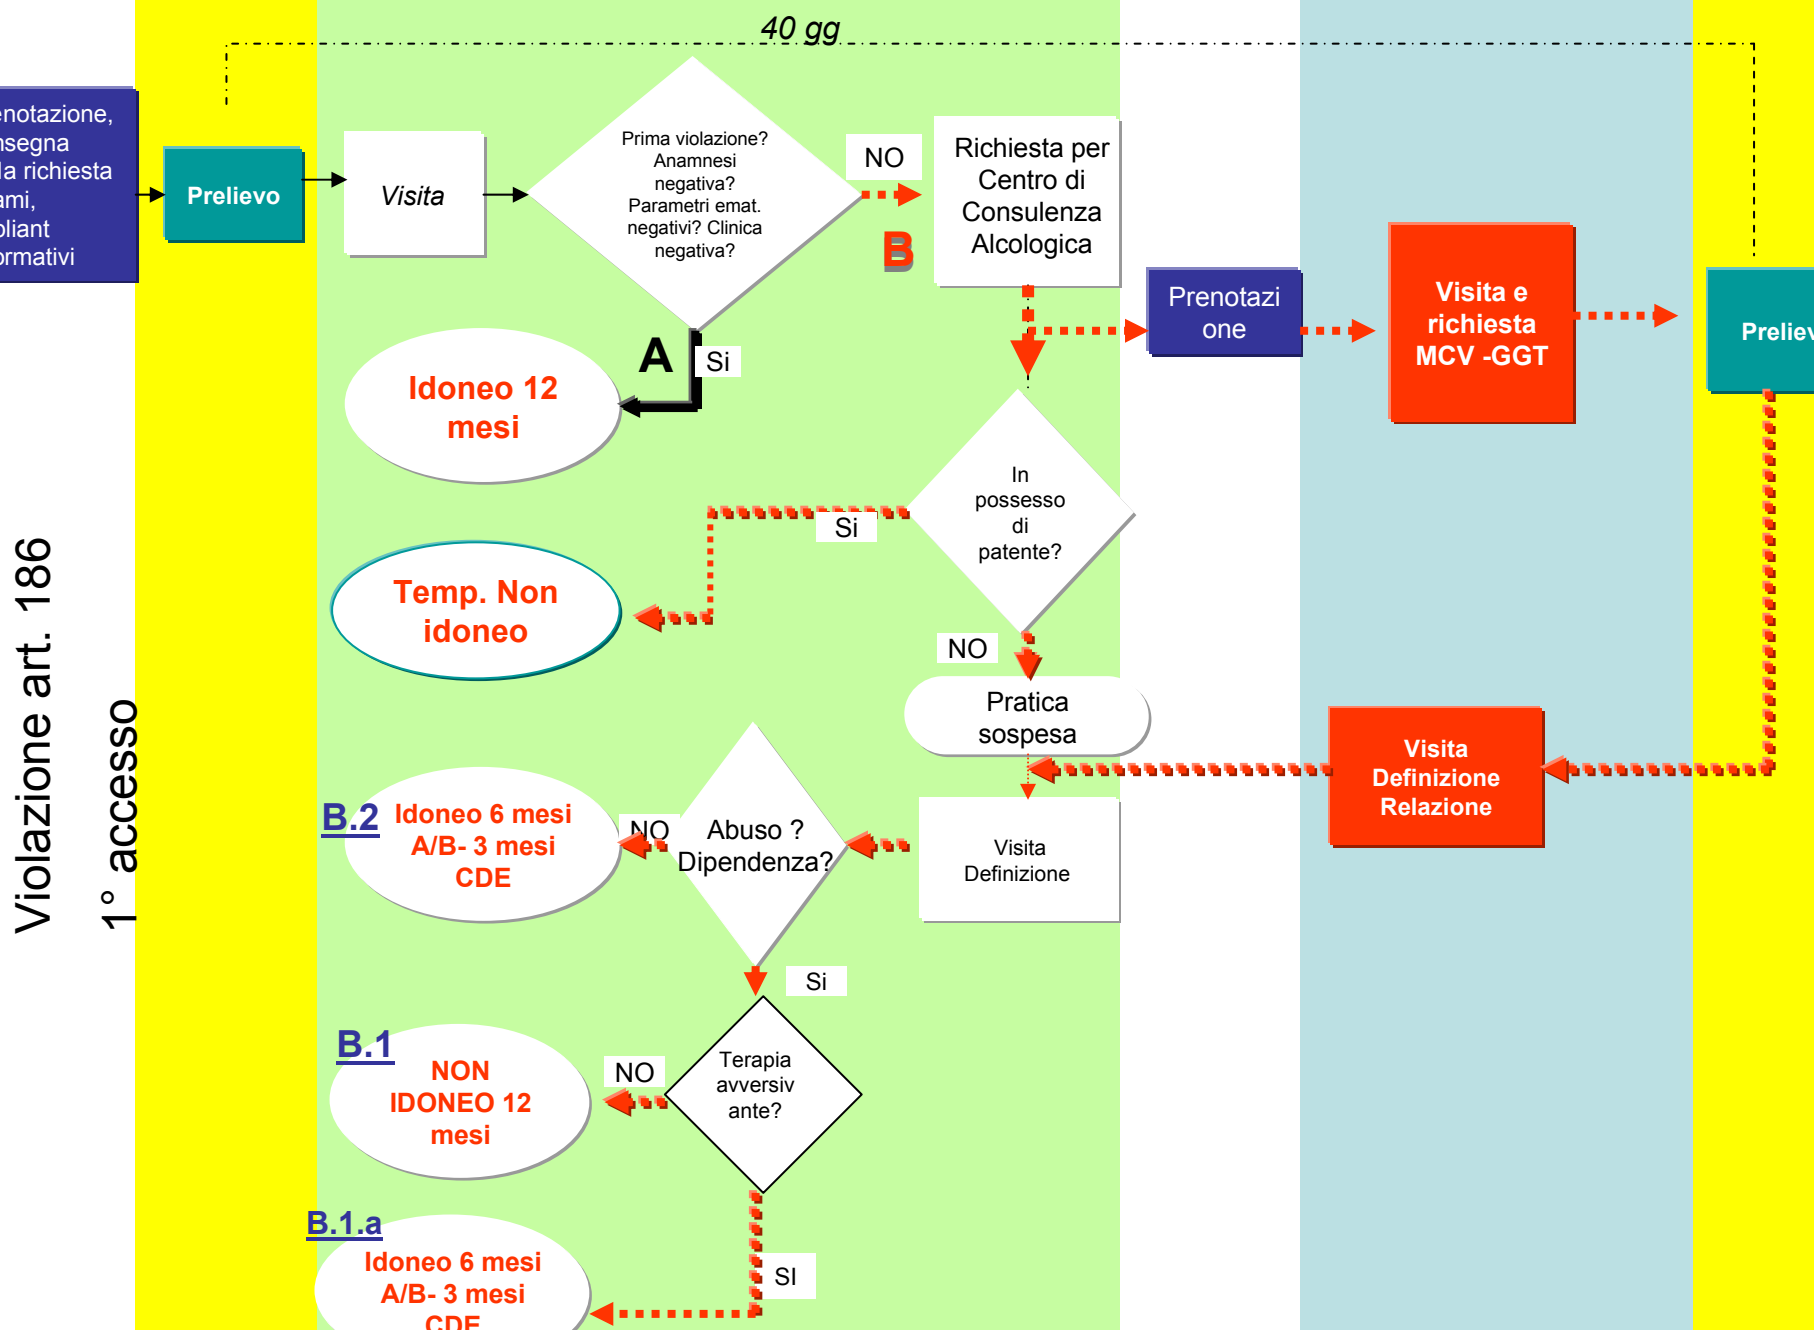 40 gg
enotazione,
nsegna
la richiesta
ami,
pliant
ormativi
Prelievo
Visita
Prima violazione?
Anamnesi
negativa?
Parametri emat.
negativi? Clinica
negativa?
NO
B
Richiesta per
Centro di
Consulenza
Alcologica
Prenotazi
one
Visita e
richiesta
MCV -GGT
Preliev
A
Si
Idoneo 12
mesi
In
possesso
di
patente?
Si
Temp. Non
idoneo
NO
Pratica
sospesa
Visita
Definizione
Relazione
Violazione art. 186
1° accesso
B.2
Idoneo 6 mesi
A/B- 3 mesi
CDE
NO
Abuso ?
Dipendenza?
Visita
Definizione
Si
B.1
NON
IDONEO 12
mesi
NO
Terapia
avversiv
ante?
B.1.a
Idoneo 6 mesi
A/B- 3 mesi
CDE
SI